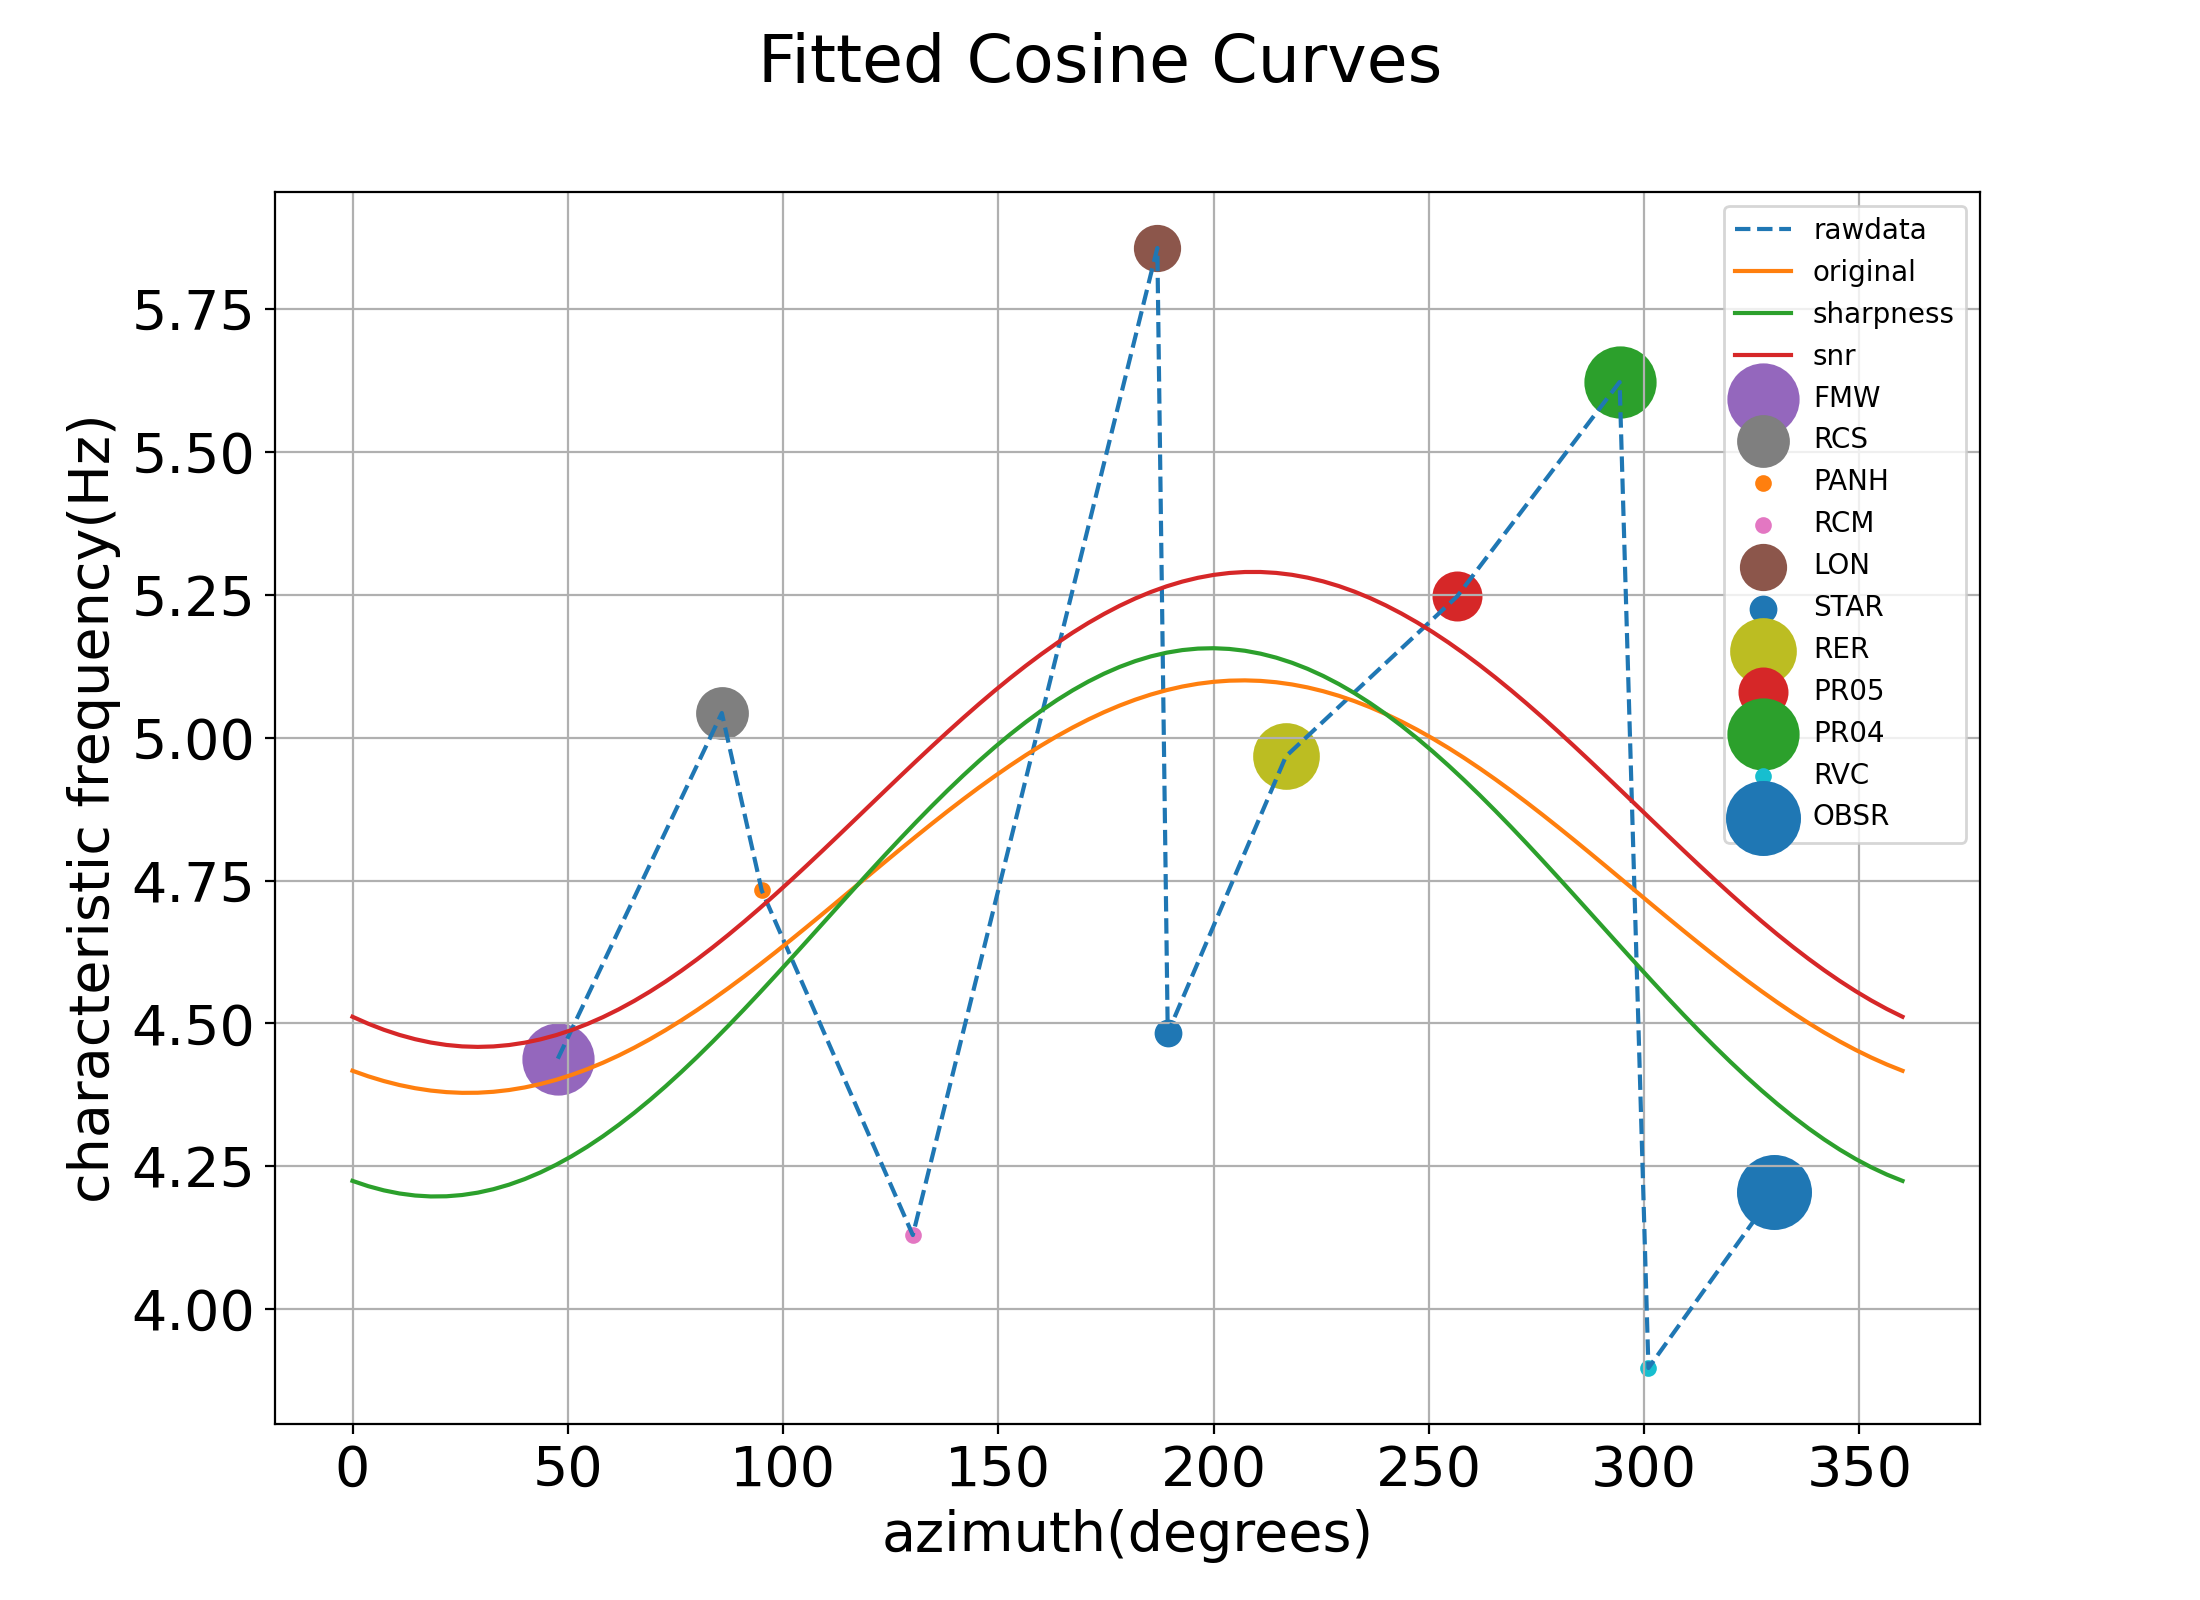 Fitted Cosine Curves
characteristic frequency(Hz)
5.75
5.50
5.25
5.00
4.75
4.50
4.25
4.00
0 50 100 150 200 250 300 350
azimuth(degrees)
rawdata
original
sharpness
snr
FMW
RCS
PANH
RCM
LON
STAR
RER
PR05
PR04
RVC
OBSR